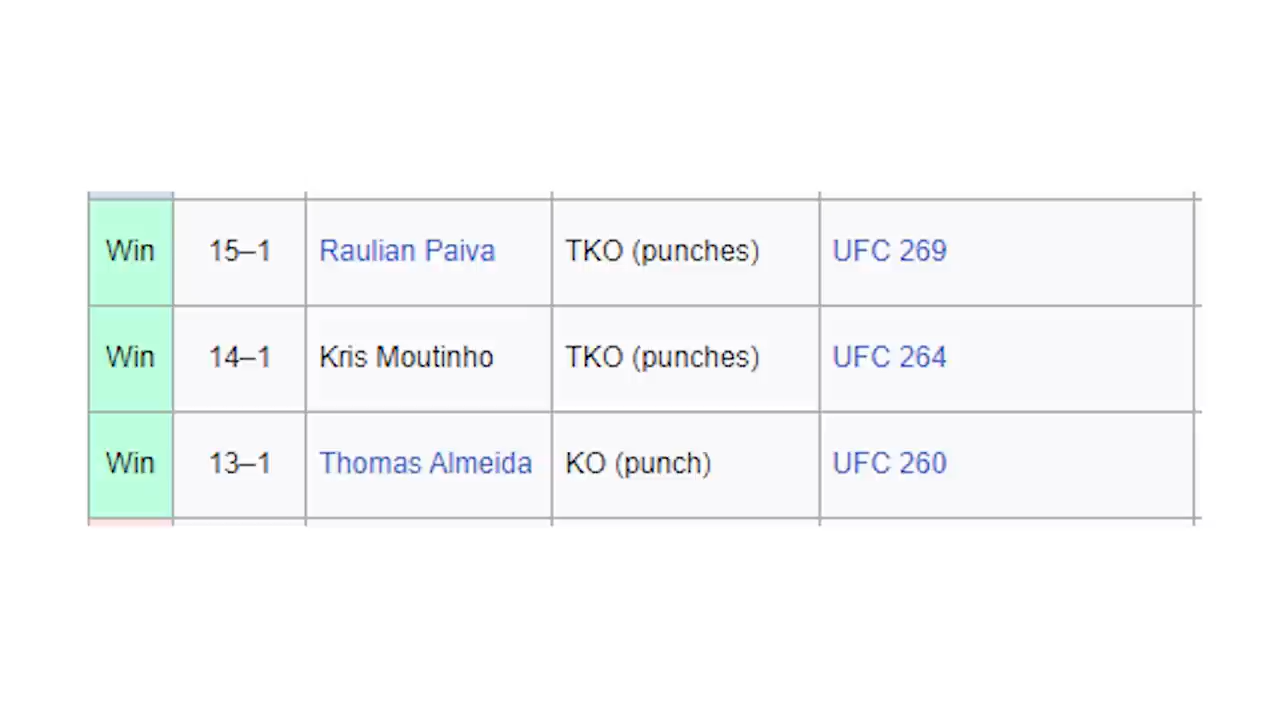 Win 15–1 Raulian Paiva TKO (punches) UFC 269
Win 14–1 Kris Moutinho TKO (punches) UFC 264
Win 13–1 Thomas Almeida KO (punch) UFC 260